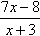 7x − 8
x + 3